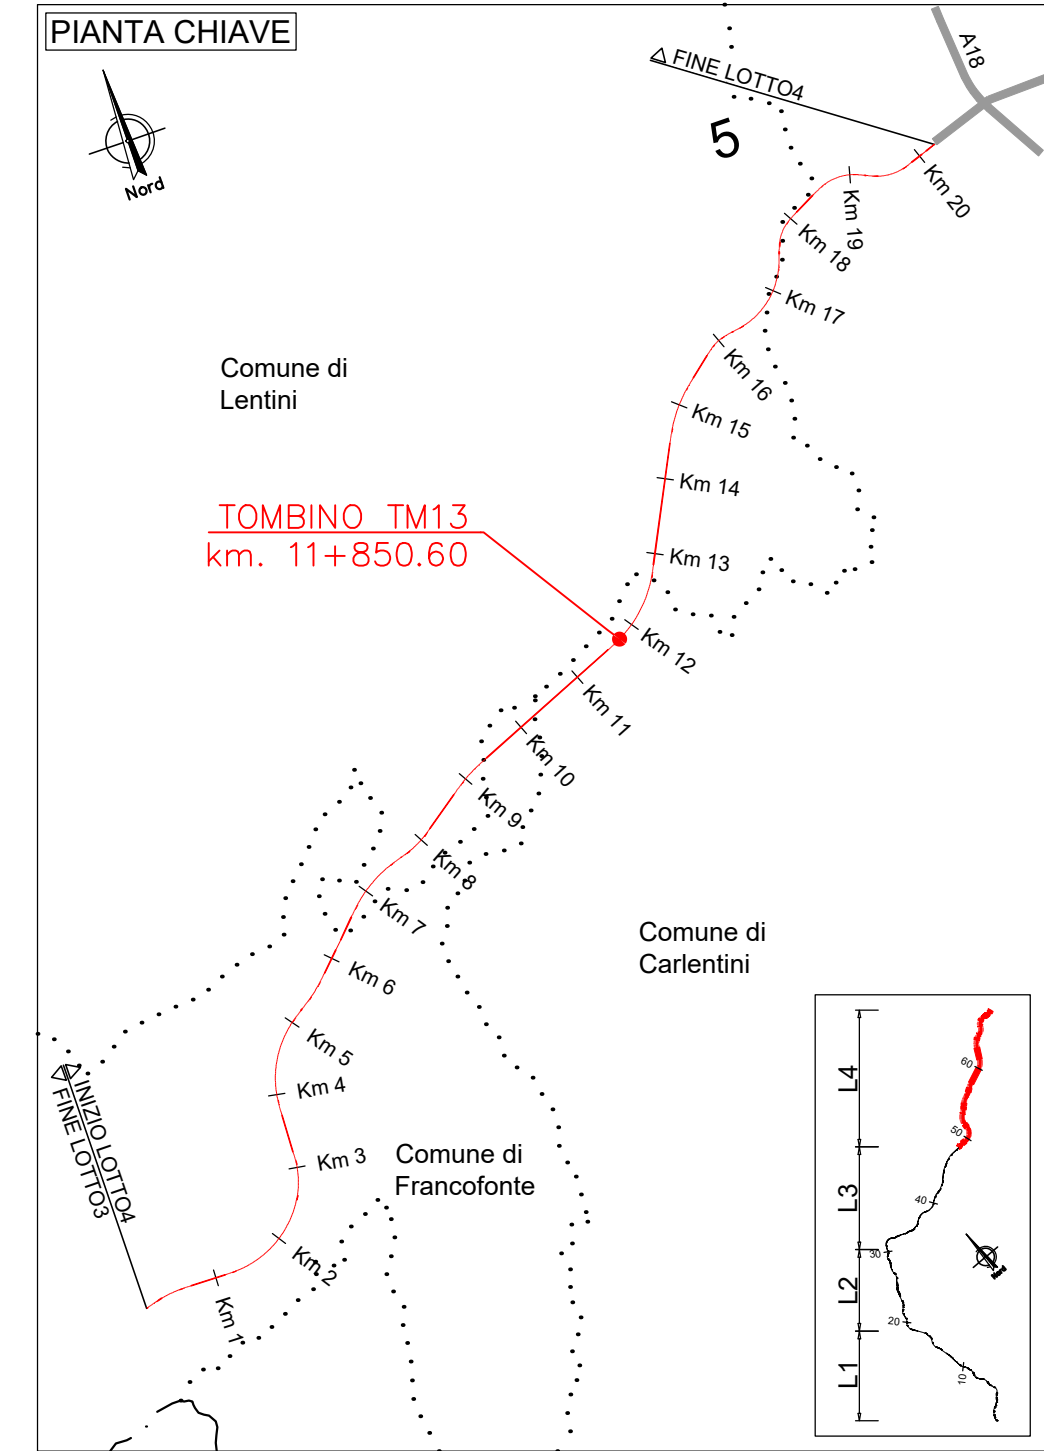 PIANTA CHIAVE
Nord
FINE LOTTO4
A18
5
Km 20
Km 19
Km 18
Km 17
Km 16
Km 15
Km 14
Km 13
Comune di
Lentini
TOMBINO TM13
km. 11+850.60
Km 12
Km 11
Km 10
Km 9
Km 8
Km 7
Km 6
Km 5
Km 4
Km 3
Km 2
Km 1
Comune di
Carlentini
Comune di
Francofonte
INIZIO LOTTO4
FINE LOTTO3
L4
L3
L2
L1
60
50
40
30
20
10
Nord